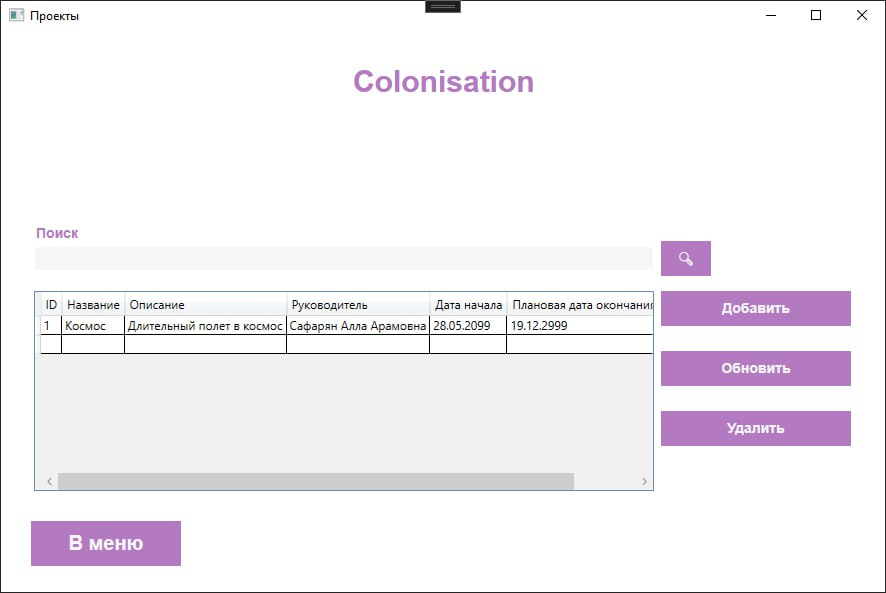 Проекты
Colonisation
Поиск
ID Название Описание Руководитель Дата начала Плановая дата окончания
1 Космос Длительный полет в космос Сафарян Алла Арамовна 28.05.2099 19.12.2999
Добавить
Обновить
Удалить
В меню